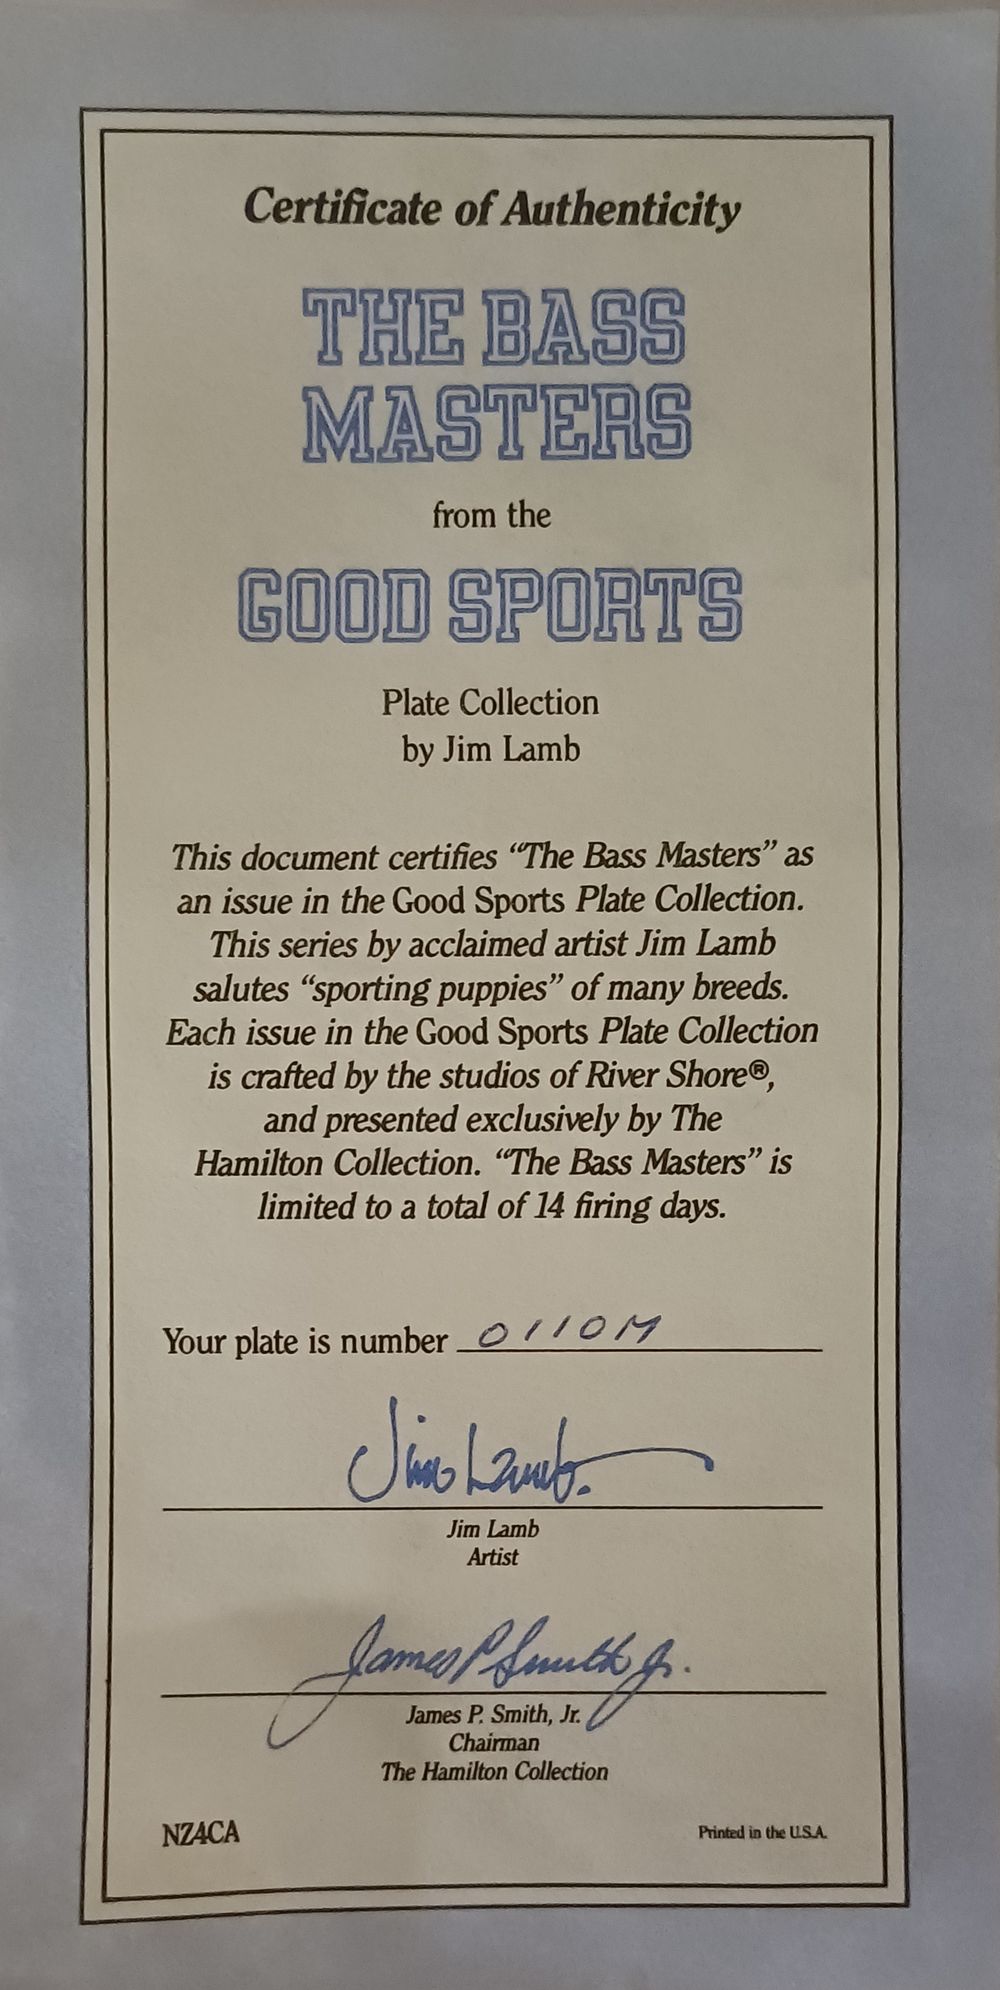 Certificate of Authenticity
THE BASS
MASTERS
from the
GOOD SPORTS
Plate Collection
by Jim Lamb
This document certifies “The Bass Masters” as
an issue in the Good Sports Plate Collection.
This series by acclaimed artist Jim Lamb
salutes “sporting puppies” of many breeds.
Each issue in the Good Sports Plate Collection
is crafted by the studios of River Shore®,
and presented exclusively by The
Hamilton Collection. “The Bass Masters” is
limited to a total of 14 firing days.
Your plate is number 0110M
Jim Lamb.
Jim Lamb
Artist
James P Smith Jr.
James P. Smith, Jr.
Chairman
The Hamilton Collection
NZ4CA
Printed in the U.S.A.